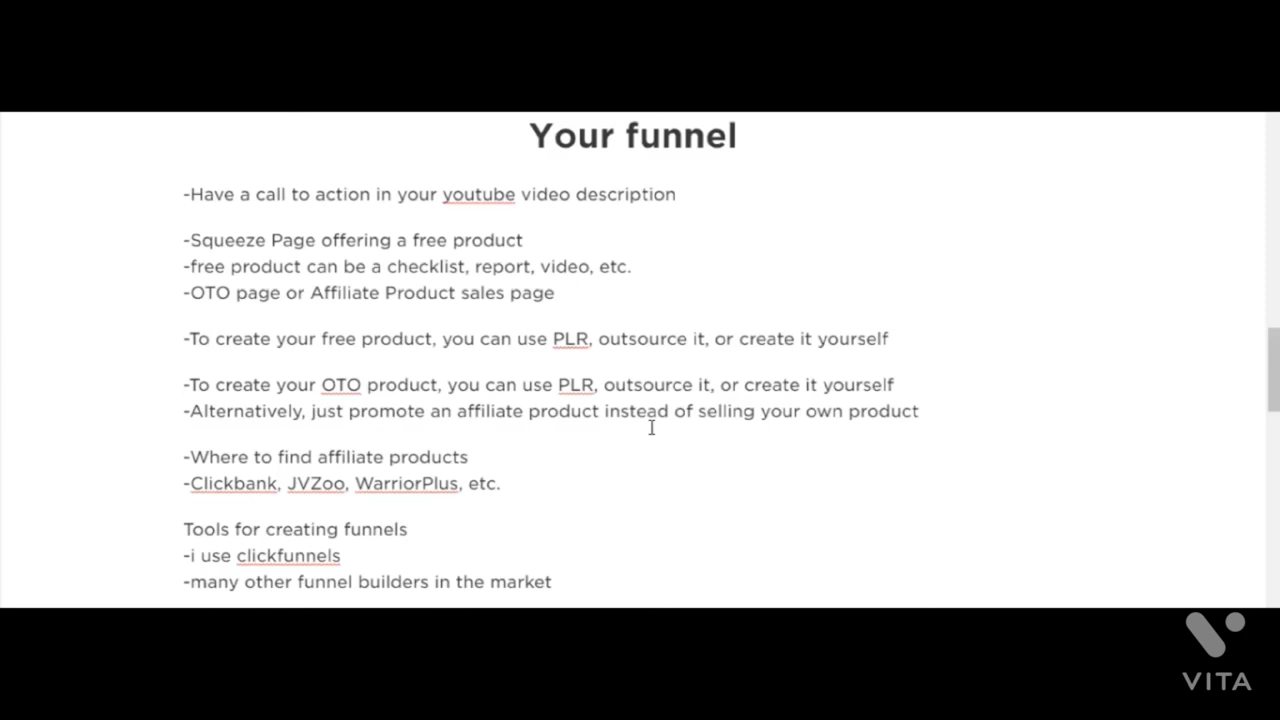 Your funnel
-Have a call to action in your youtube video description
-Squeeze Page offering a free product
-free product can be a checklist, report, video, etc.
-OTO page or Affiliate Product sales page
-To create your free product, you can use PLR, outsource it, or create it yourself
-To create your OTO product, you can use PLR, outsource it, or create it yourself
-Alternatively, just promote an affiliate product instead of selling your own product
-Where to find affiliate products
-Clickbank, JVZoo, WarriorPlus, etc.
Tools for creating funnels
-i use clickfunnels
-many other funnel builders in the market
VITA